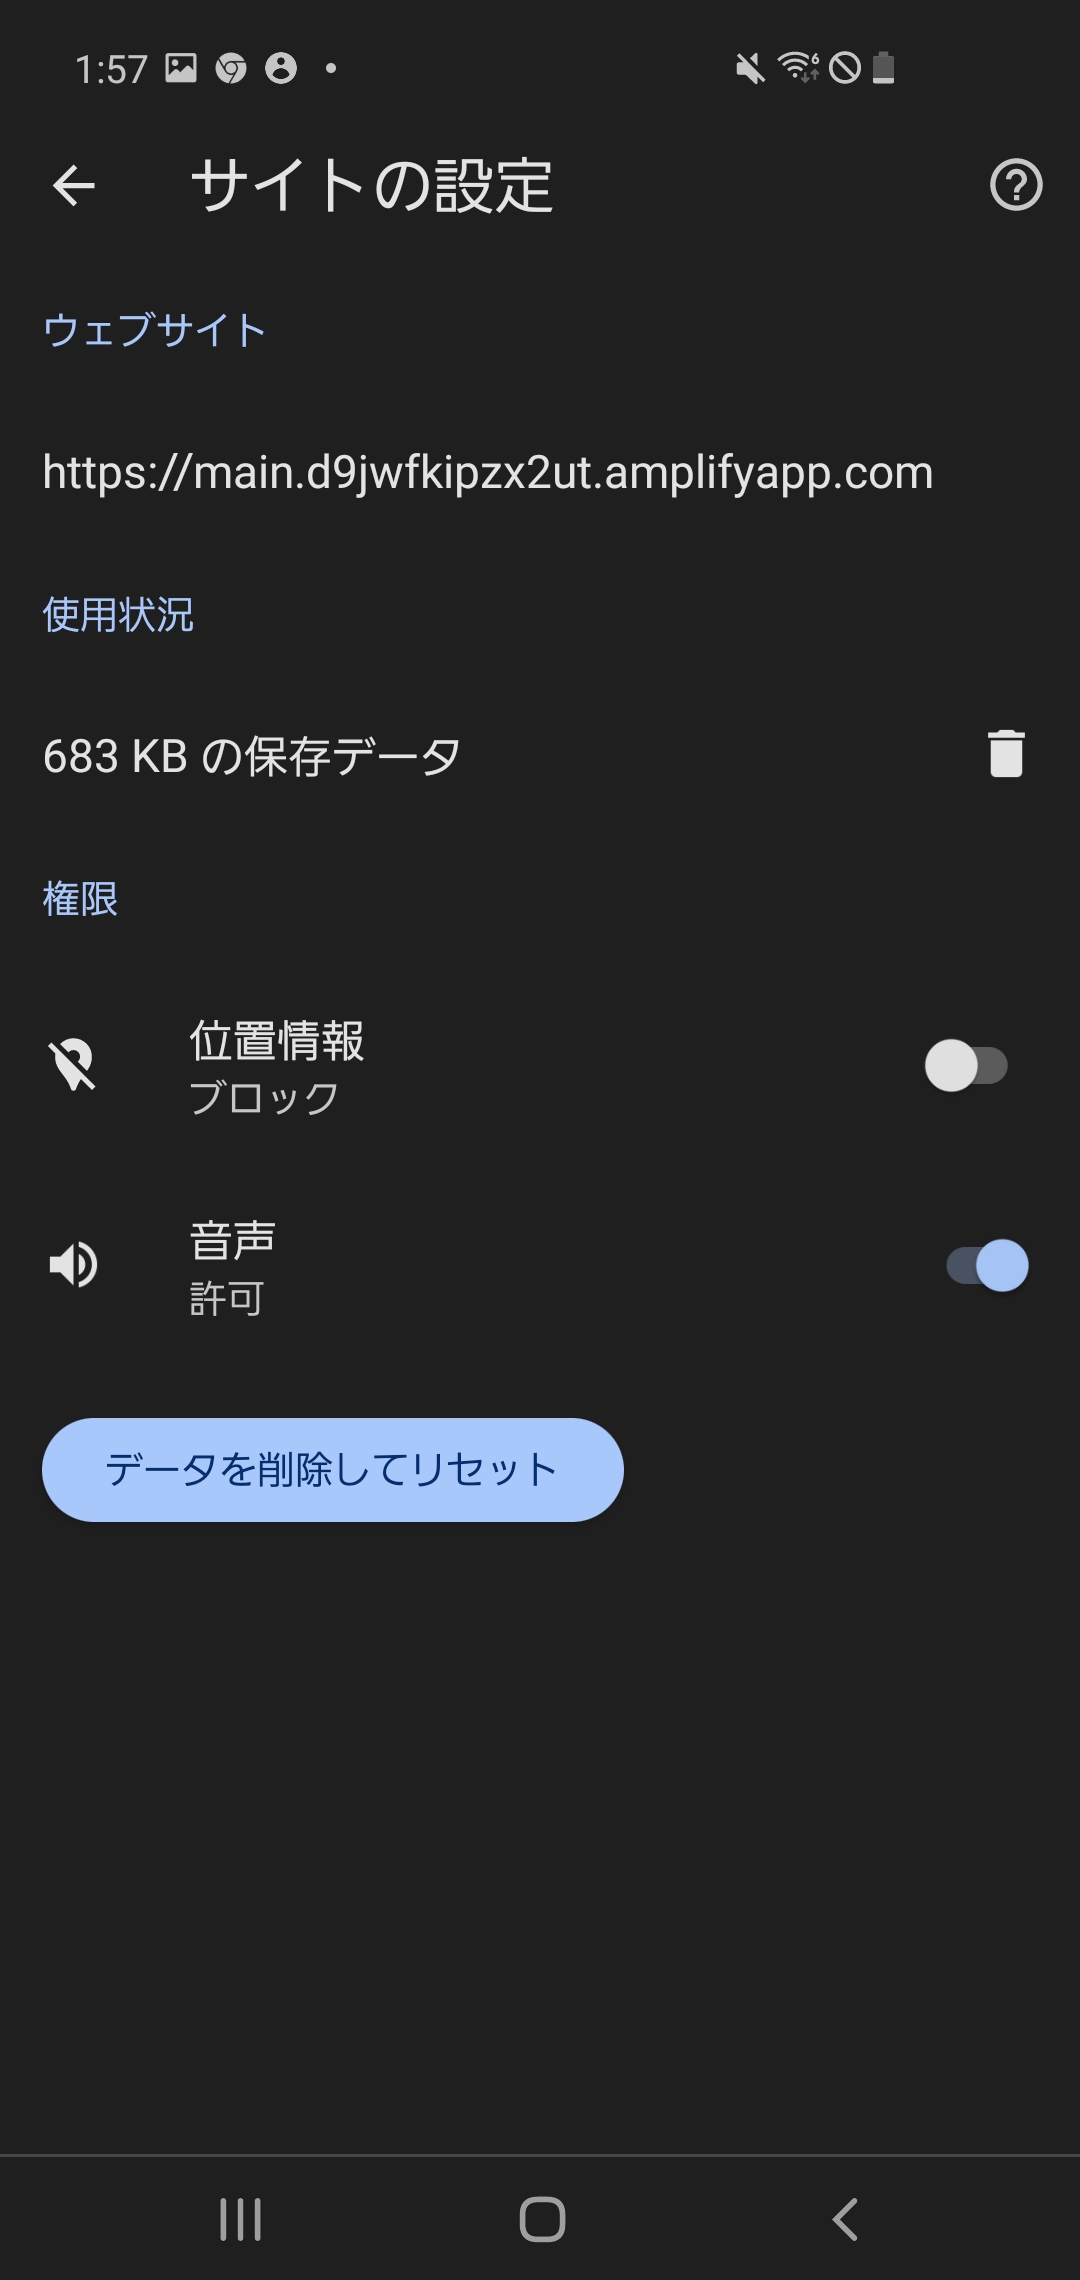 1:57
サイトの設定
ウェブサイト
https://main.d9jwfkipzx2ut.amplifyapp.com
使用状況
683 KB の保存データ
権限
位置情報
ブロック
音声
許可
データを削除してリセット